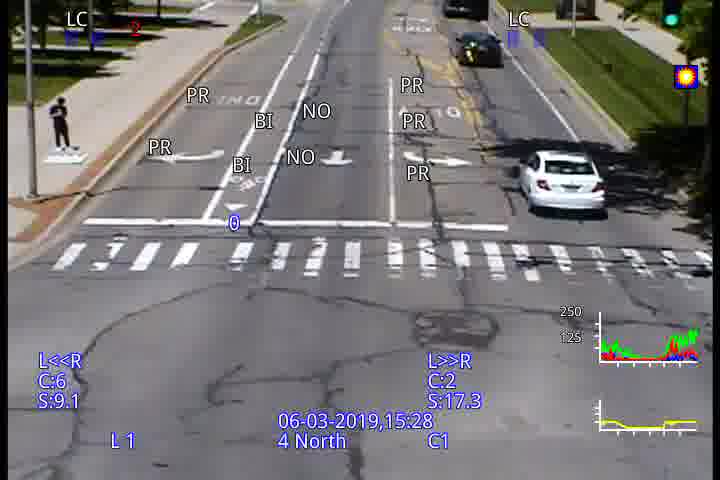 LC
2
LC
PR
PR
BI
NO
PR
PR
BI
NO
PR
ONLY
0
250
125
L<<R
C:6
S:9.1
L>>R
C:2
S:17.3
06-03-2019,15:28
L 1
4 North
C1